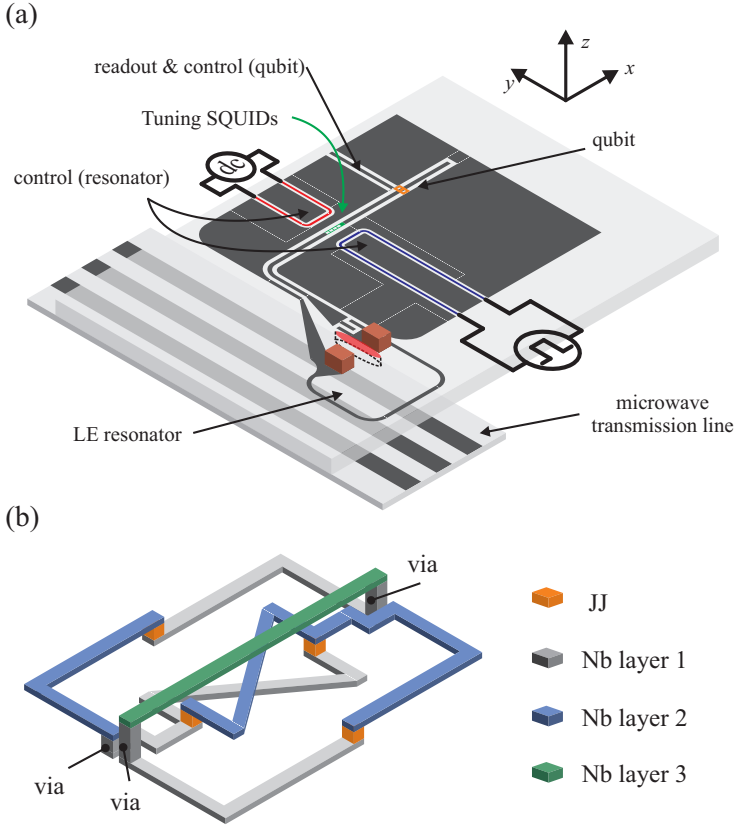 (a)
readout & control (qubit)
z
x
y
Tuning SQUIDs
qubit
dc
control (resonator)
LE resonator
microwave
transmission line
(b)
via
JJ
Nb layer 1
Nb layer 2
via
via
Nb layer 3